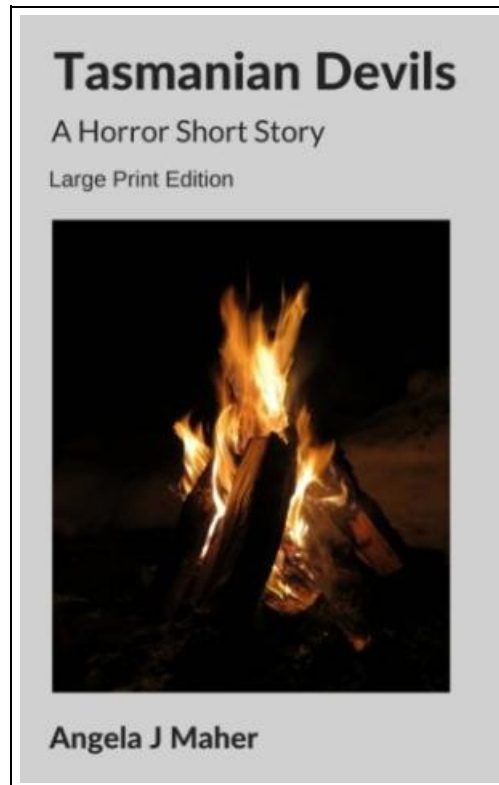 Tasmanian Devils
A Horror Short Story
Large Print Edition
Angela J Maher